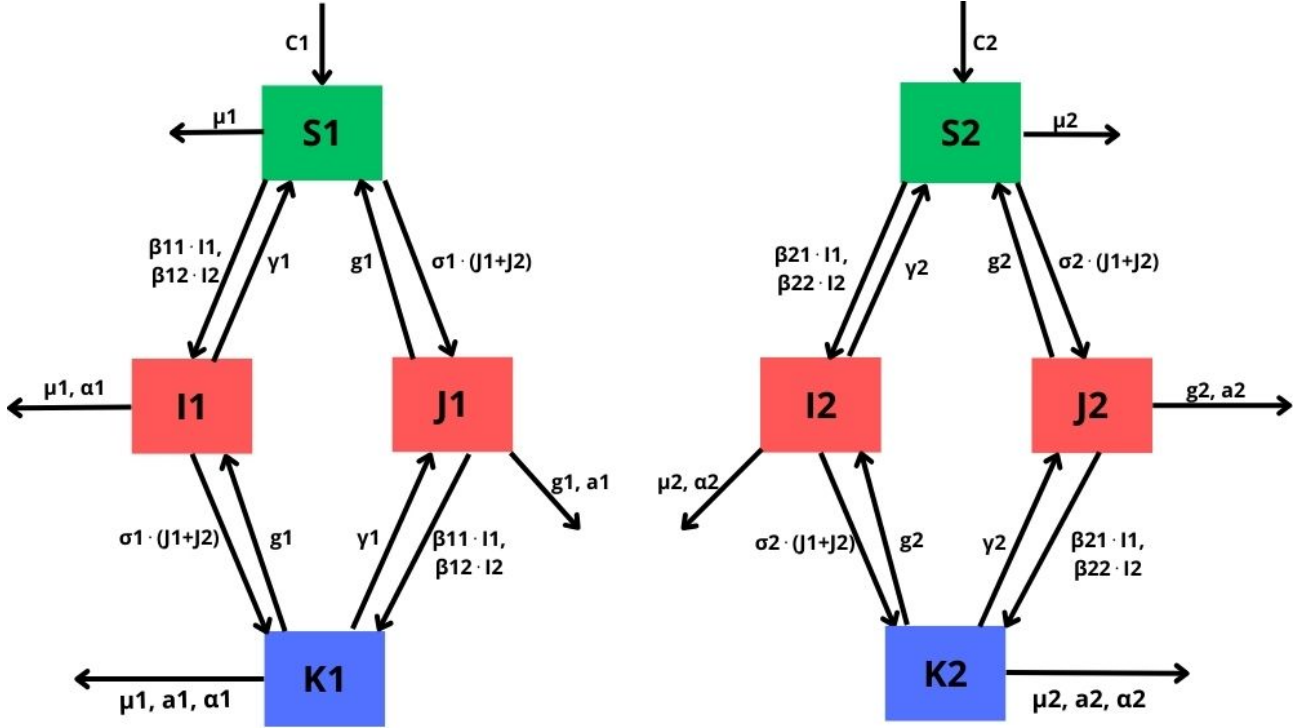 C1
S1
μ1
β11 · I1,
β12 · I2
γ1
g1
σ1 · (J1+J2)
μ1, α1
I1
J1
g1, a1
σ1 · (J1+J2)
g1
γ1
β11 · I1,
β12 · I2
K1
μ1, a1, α1
C2
S2
μ2
β21 · I1,
β22 · I2
γ2
g2
σ2 · (J1+J2)
I2
J2
g2, a2
μ2, α2
σ2 · (J1+J2)
g2
γ2
β21 · I1,
β22 · I2
K2
μ2, a2, α2